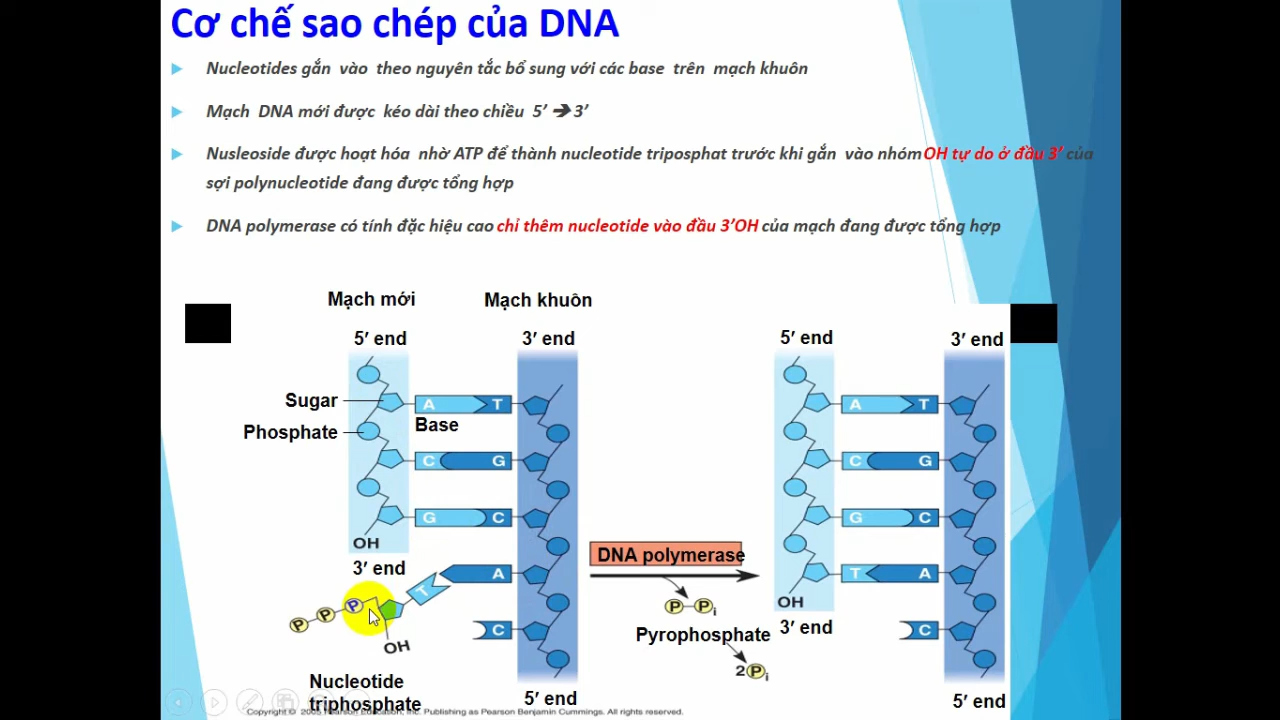 Cơ chế sao chép của DNA
Nucleotides gắn vào theo nguyên tắc bổ sung với các base trên mạch khuôn
Mạch DNA mới được kéo dài theo chiều 5’ ➔ 3’
Nusleoside được hoạt hóa nhờ ATP để thành nucleotide triposphat trước khi gắn vào nhóm OH tự do ở đầu 3’ của
sợi polynucleotide đang được tổng hợp
DNA polymerase có tính đặc hiệu cao chỉ thêm nucleotide vào đầu 3’OH của mạch đang được tổng hợp
Mạch mới
Mạch khuôn
5′ end
3′ end
5′ end
3′ end
Sugar
A
T
A
T
Phosphate
Base
C
G
C
G
G
C
G
C
OH
3′ end
DNA polymerase
T
A
T
A
P
P
P
OH
P
P i
OH
3′ end
C
Pyrophosphate
C
2 P i
Nucleotide
triphosphate
5′ end
5′ end
Copyright © 2005 Pearson Education, Inc. Publishing as Pearson Benjamin Cummings. All rights reserved.